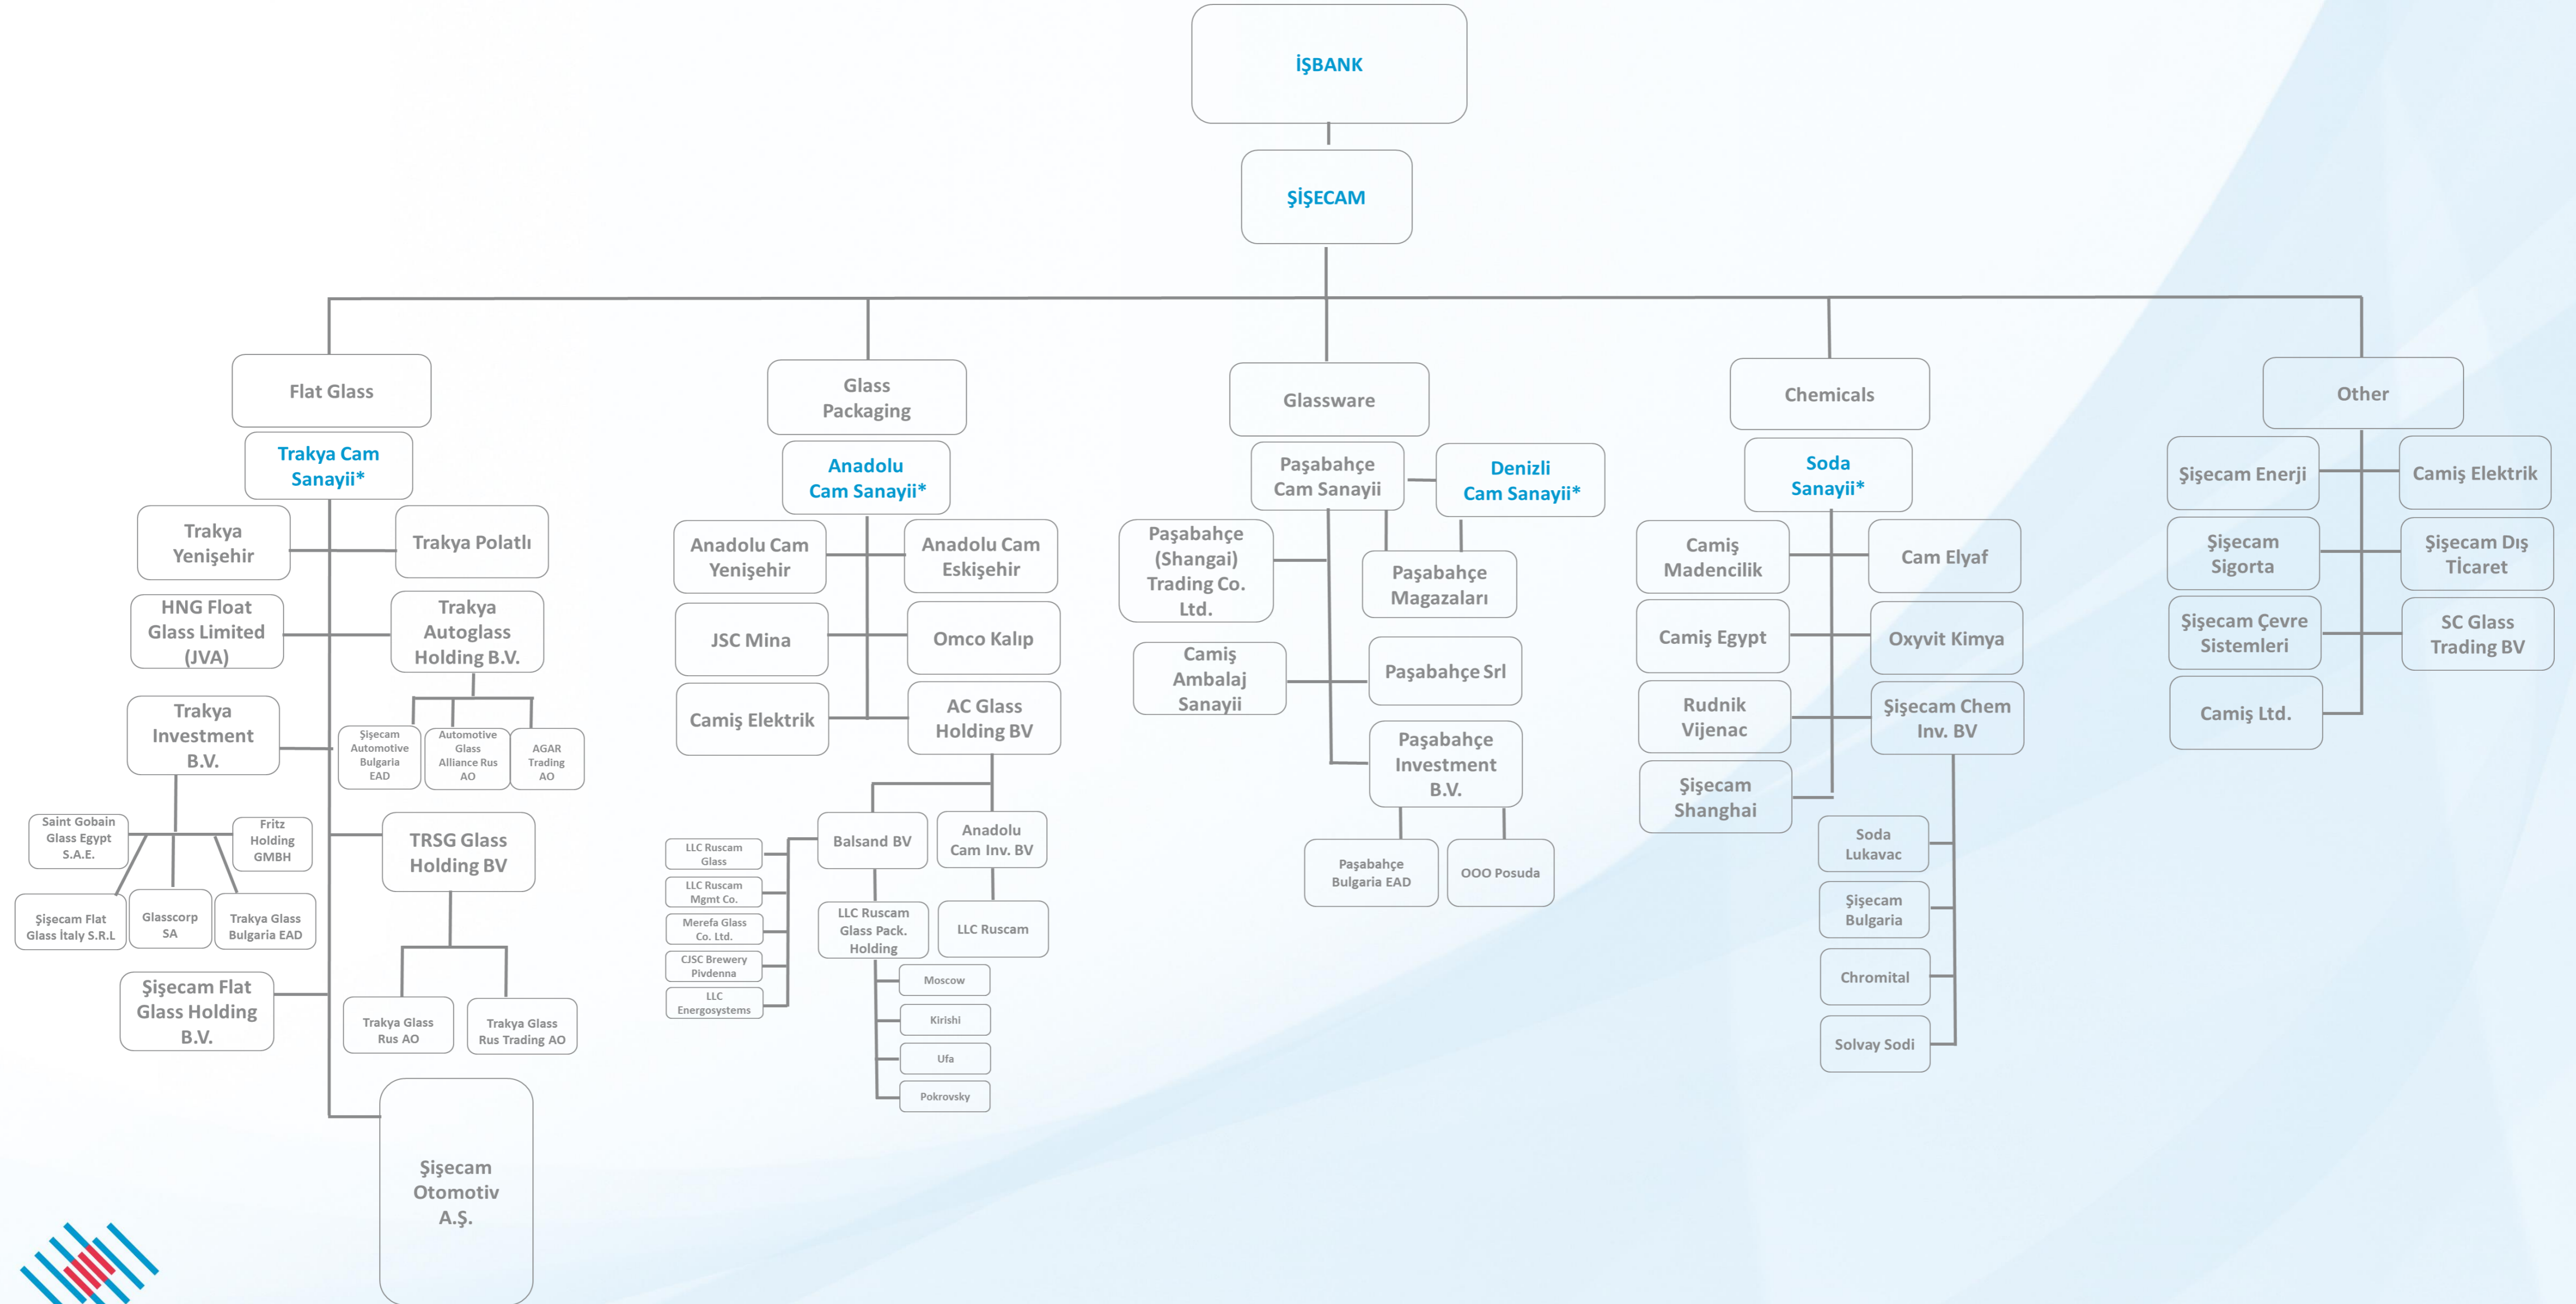 İŞBANK
ŞİŞECAM
Flat Glass
Trakya Cam
Sanayii*
Trakya
Yenişehir
Trakya Polatlı
HNG Float
Glass Limited
(JVA)
Trakya
Autoglass
Holding B.V.
Şişecam
Automotive
Bulgaria
EAD
Automotive
Glass
Alliance Rus
AO
AGAR
Trading
AO
Trakya
Investment
B.V.
Saint Gobain
Glass Egypt
S.A.E.
Fritz
Holding
GMBH
Şişecam Flat
Glass İtaly S.R.L
Glasscorp
SA
Trakya Glass
Bulgaria EAD
TRSG Glass
Holding BV
Trakya Glass
Rus AO
Trakya Glass
Rus Trading AO
Şişecam Flat
Glass Holding
B.V.
Şişecam
Otomotiv
A.Ş.
Glass
Packaging
Anadolu
Cam Sanayii*
Anadolu Cam
Yenişehir
Anadolu Cam
Eskişehir
JSC Mina
Omco Kalıp
Camiş Elektrik
AC Glass
Holding BV
Balsand BV
Anadolu
Cam Inv. BV
LLC Ruscam
Glass
LLC Ruscam
Mgmt Co.
Merefa Glass
Co. Ltd.
CJSC Brewery
Pivdenna
LLC
Energosystems
LLC Ruscam
Glass Pack.
Holding
LLC Ruscam
Moscow
Kirishi
Ufa
Pokrovsky
Glassware
Paşabahçe
Cam Sanayii
Denizli
Cam Sanayii*
Paşabahçe
(Shangai)
Trading Co.
Ltd.
Paşabahçe
Magazaları
Camiş
Ambalaj
Sanayii
Paşabahçe Srl
Paşabahçe
Investment
B.V.
Paşabahçe
Bulgaria EAD
OOO Posuda
Chemicals
Soda
Sanayii*
Camiş
Madencilik
Cam Elyaf
Camiş Egypt
Oxyvit Kimya
Rudnik
Vijenac
Şişecam Chem
Inv. BV
Şişecam
Shanghai
Soda
Lukavac
Şişecam
Bulgaria
Chromital
Solvay Sodi
Other
Şişecam Enerji
Camiş Elektrik
Şişecam
Sigorta
Şişecam Dış
Tİcaret
Şişecam Çevre
Sistemleri
SC Glass
Trading BV
Camiş Ltd.